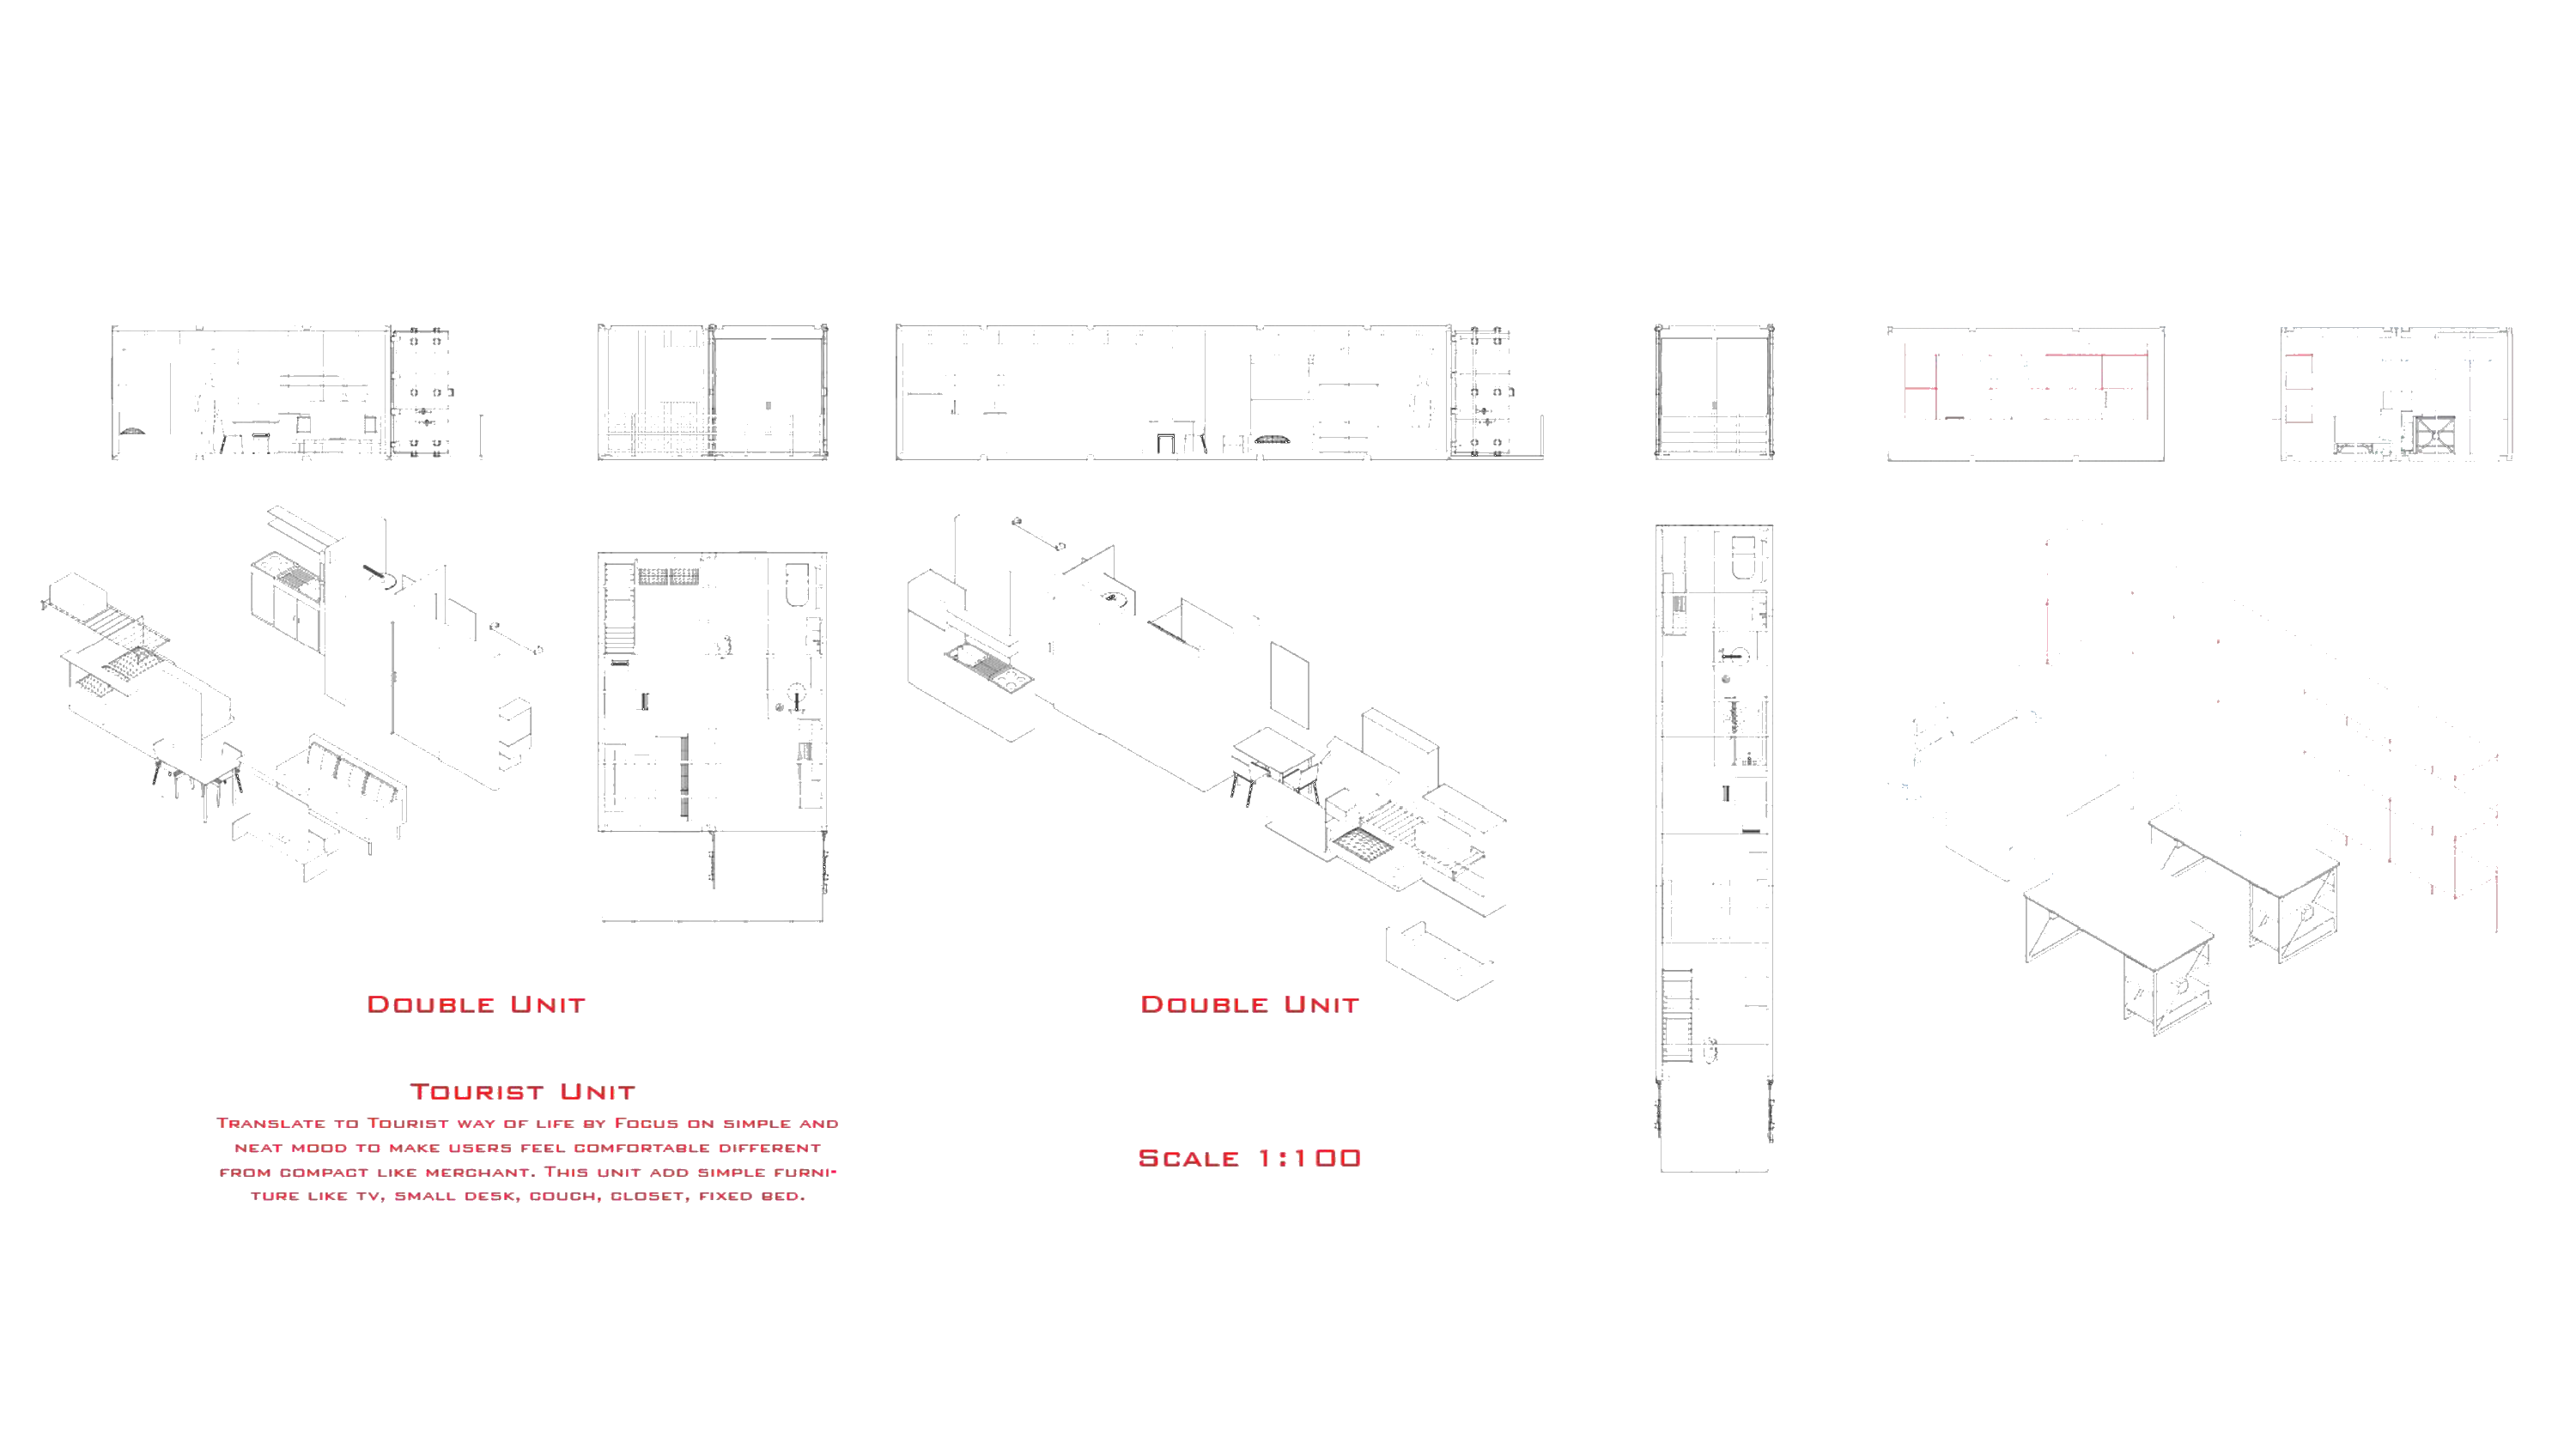 Double Unit
Double Unit
Tourist Unit
Translate to Tourist way of life by Focus on simple and
neat mood to make users feel comfortable different
from compact like merchant. This unit add simple furni-
ture like tv, small desk, couch, closet, fixed bed.
Scale 1:100